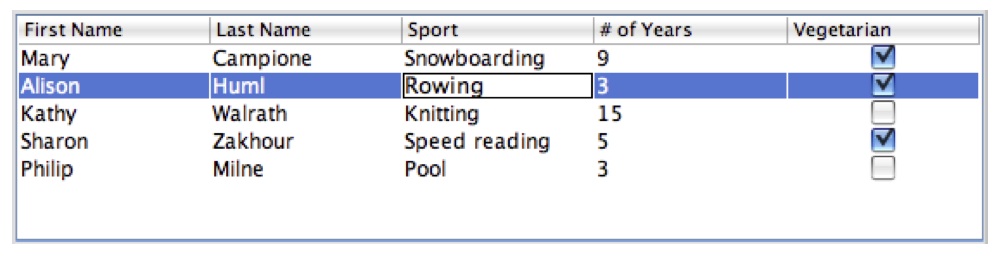 First Name Last Name Sport # of Years Vegetarian
Mary Campione Snowboarding 9
Alison Huml Rowing 3
Kathy Walrath Knitting 15
Sharon Zakhour Speed reading 5
Philip Milne Pool 3